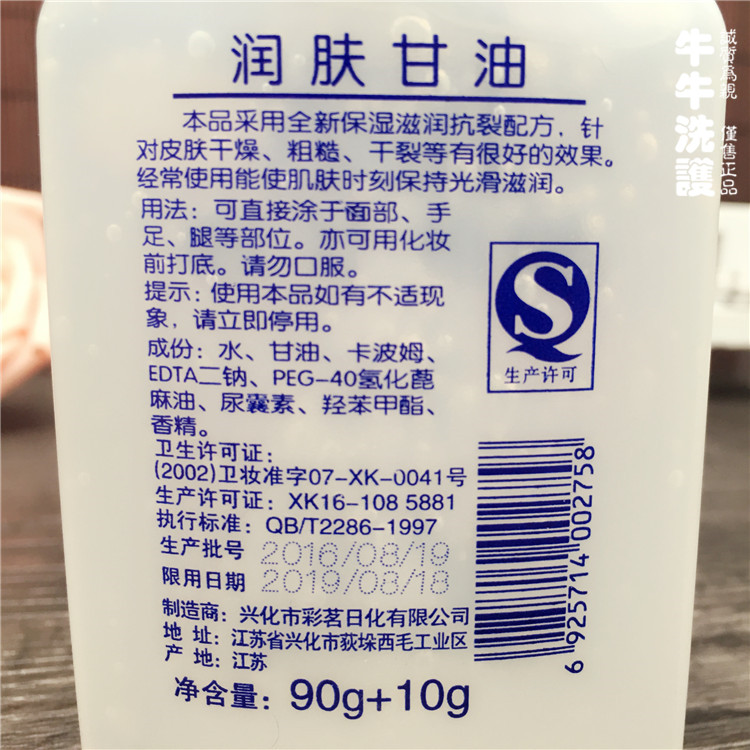 润肤甘油
本品采用全新保湿滋润抗裂配方，针
对皮肤干燥、粗糙、干裂等有很好的效果。
经常使用能使肌肤时刻保持光滑滋润。
用法：可直接涂于面部、手
足、腿等部位。亦可用化妆
前打底。请勿口服。
提示：使用本品如有不适现
象，请立即停用。
成份：水、甘油、卡波姆、
EDTA二钠、PEG-40氢化蓖
麻油、尿囊素、羟苯甲酯、
香精。
卫生许可证：
(2002)卫妆准字07-XK-0041号
生产许可证：XK16-108 5881
执行标准：QB/T2286-1997
生产批号 2016/08/19
限用日期 2019/08/18
制造商：兴化市彩茗日化有限公司
地 址：江苏省兴化市荻垛西毛工业区
产 地：江苏
净含量：90g+10g
QS
生产许可
6 925714 002758
牛牛洗護
誠蕷為親 僅售正品